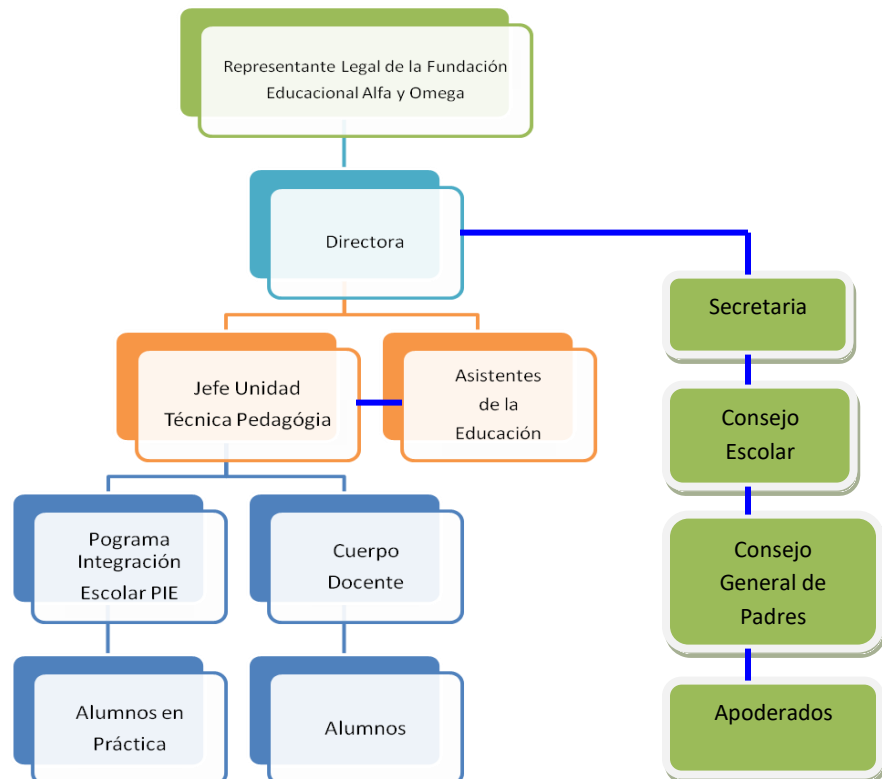 Representante Legal de la Fundación
Educacional Alfa y Omega
Directora
Secretaria
Jefe Unidad
Técnica Pedagógia
Asistentes
de la
Educación
Consejo
Escolar
Pograma
Integración
Escolar PIE
Cuerpo
Docente
Consejo
General de
Padres
Alumnos en
Práctica
Alumnos
Apoderados